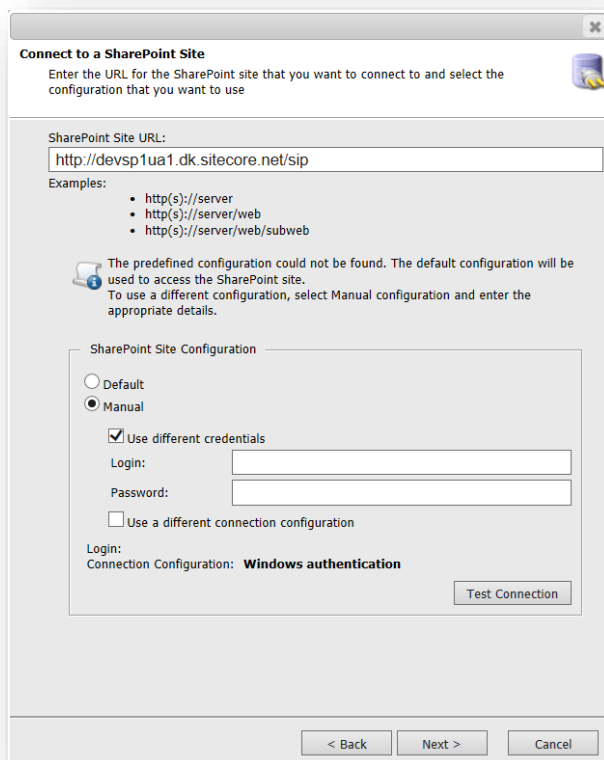 Connect to a SharePoint Site
Enter the URL for the SharePoint site that you want to connect to and select the
configuration that you want to use
SharePoint Site URL:
http://devsp1ua1.dk.sitecore.net/sip
Examples:
• http(s)://server
• http(s)://server/web
• http(s)://server/web/subweb
The predefined configuration could not be found. The default configuration will be
used to access the SharePoint site.
To use a different configuration, select Manual configuration and enter the
appropriate details.
SharePoint Site Configuration
Default
Manual
Use different credentials
Login:
Password:
Use a different connection configuration
Login:
Connection Configuration: Windows authentication
Test Connection
< Back Next > Cancel